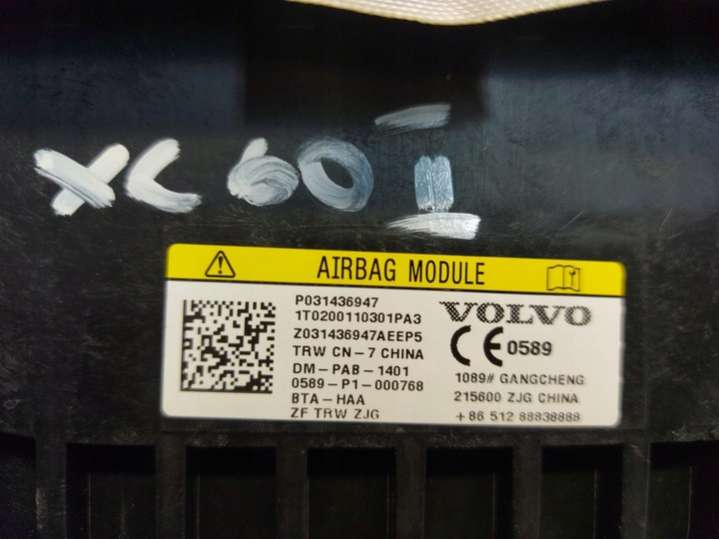 XC60 I
AIRBAG MODULE
P031436947
1T0200110301PA3
Z031436947AEEP5
TRW CN-7 CHINA
DM-PAB-1401
0589-P1-000768
BTA-HAA
ZF TRW ZJG
VOLVO
CE 0589
1089# GANGCHENG
215600 ZJG CHINA
+86 512 88838888